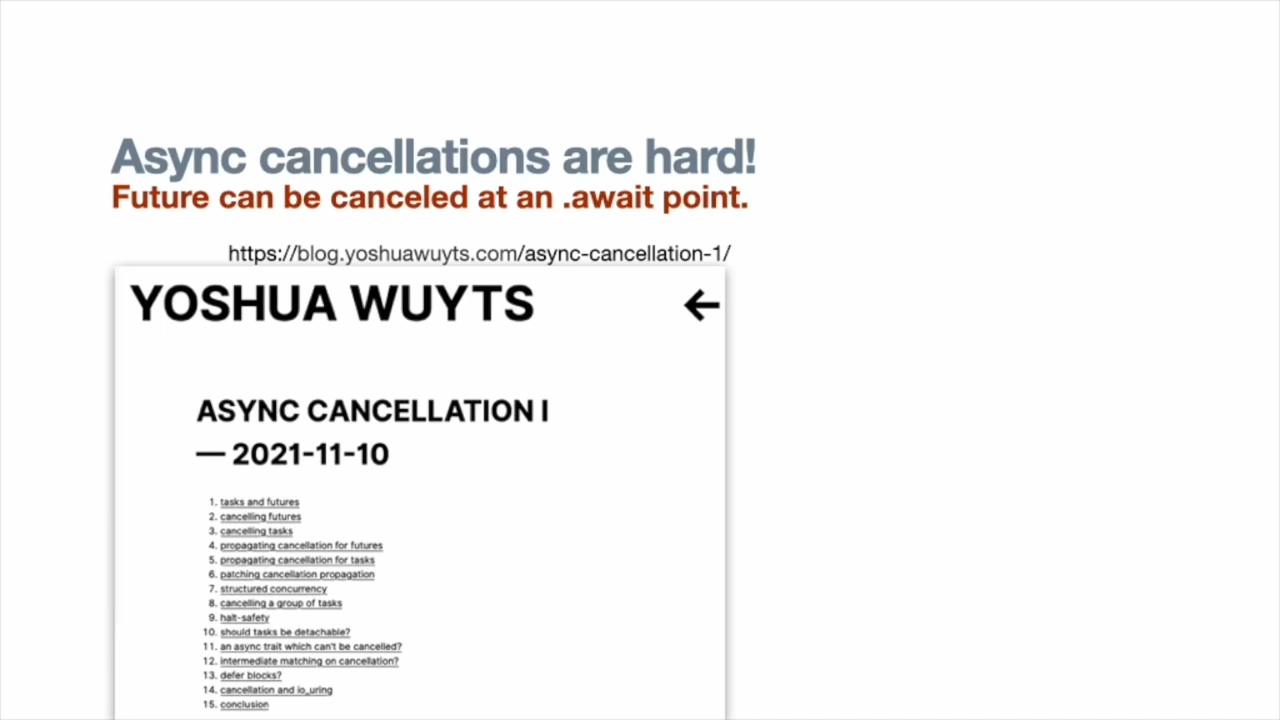 Async cancellations are hard!
Future can be canceled at an .await point.
https://blog.yoshuawuyts.com/async-cancellation-1/
YOSHUA WUYTS ←
ASYNC CANCELLATION I
— 2021-11-10
1. tasks and futures
2. cancelling futures
3. cancelling tasks
4. propagating cancellation for futures
5. propagating cancellation for tasks
6. patching cancellation propagation
7. structured concurrency
8. cancelling a group of tasks
9. halt-safety
10. should tasks be detachable?
11. an async trait which can't be cancelled?
12. intermediate matching on cancellation?
13. defer blocks?
14. cancellation and io_uring
15. conclusion